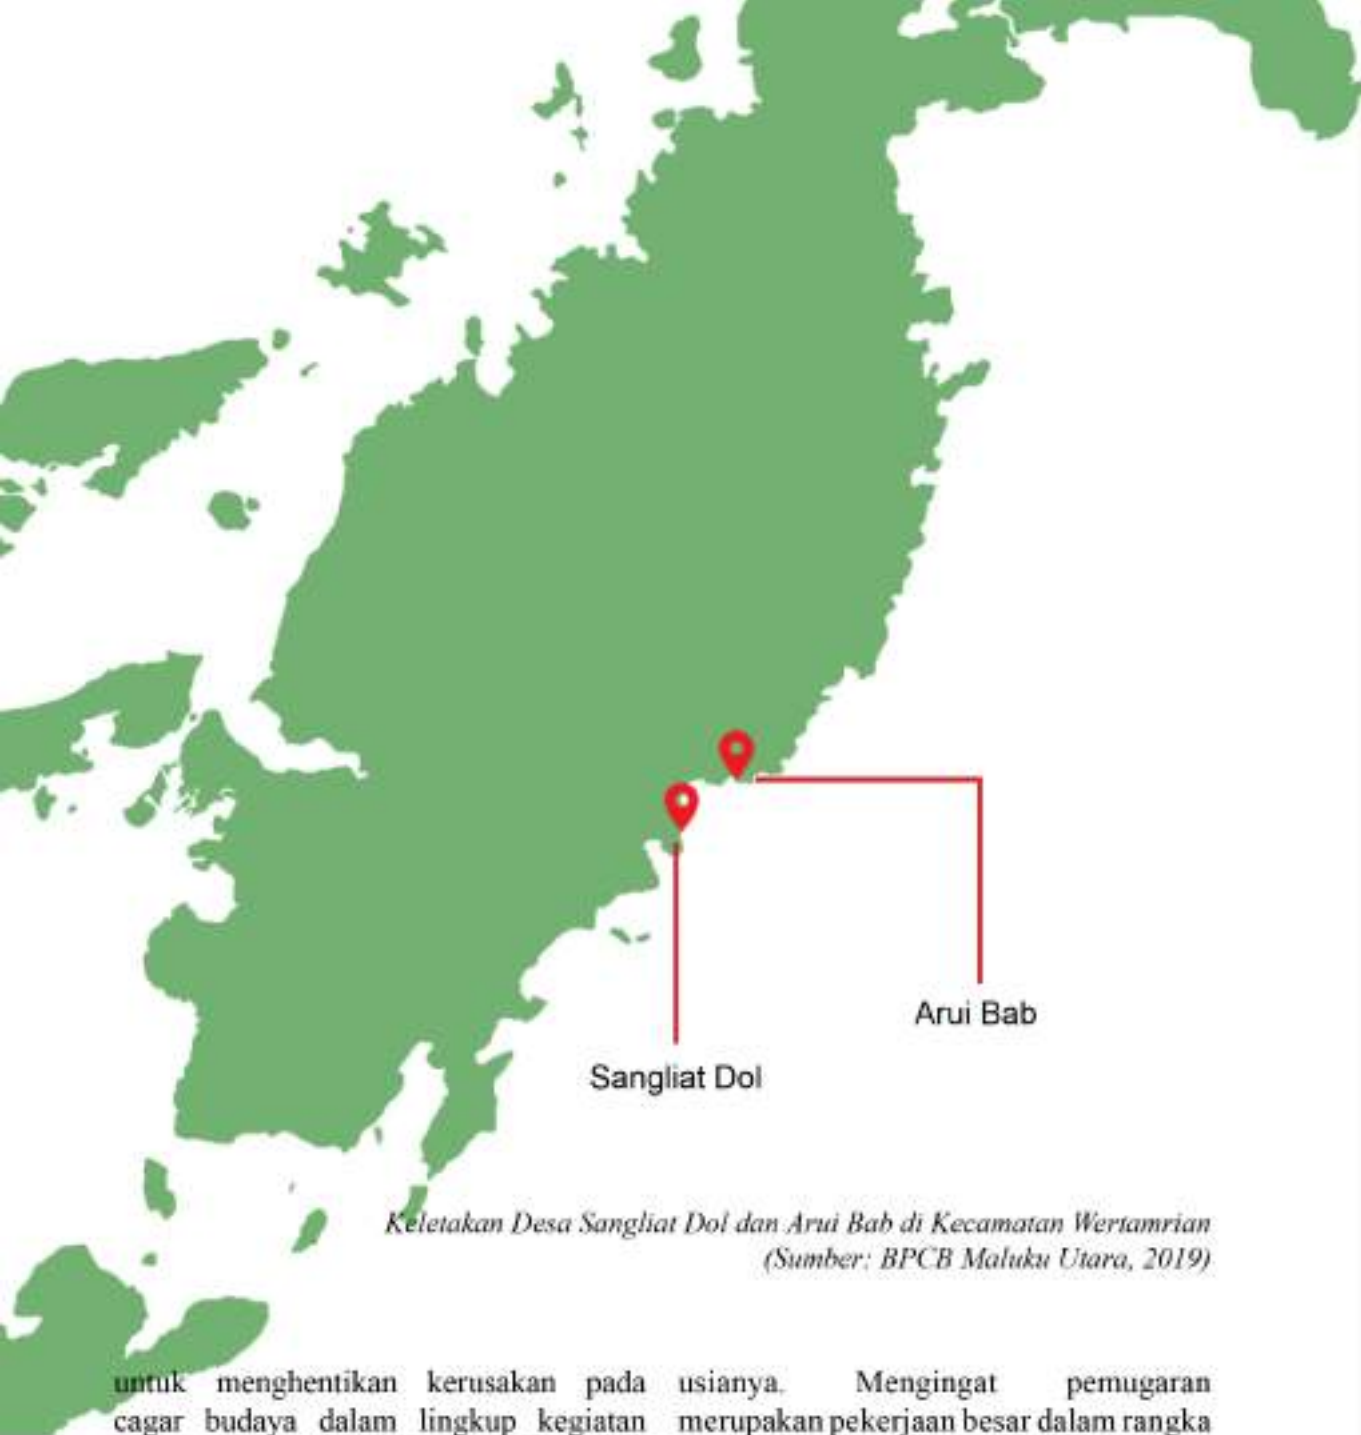 Arui Bab
Sangliat Dol
Keletakan Desa Sangliat Dol dan Arui Bab di Kecamatan Wertamrian
(Sumber: BPCB Maluku Utara, 2019)
untuk menghentikan kerusakan pada
cagar budaya dalam lingkup kegiatan
usianya. Mengingat pemugaran
merupakan pekerjaan besar dalam rangka